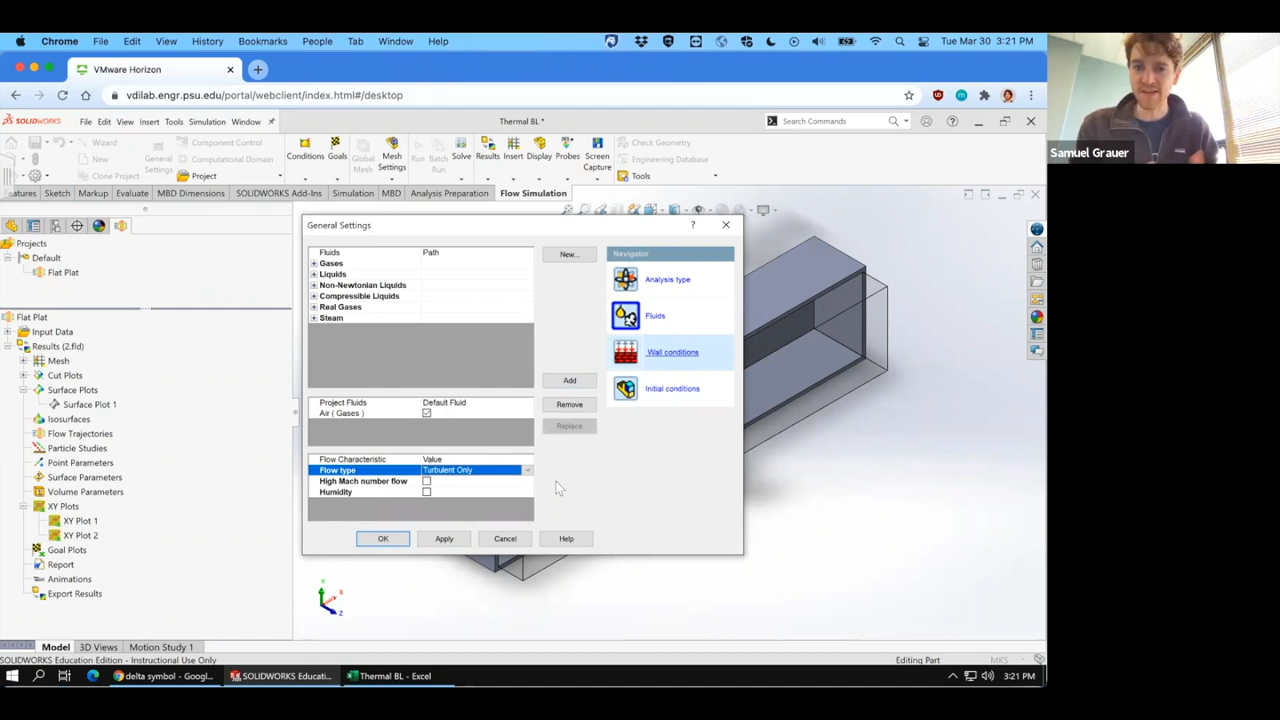 Chrome File Edit View History Bookmarks People Tab Window Help Tue Mar 30 3:21 PM
VMware Horizon
vdilab.engr.psu.edu/portal/webclient/index.html#/desktop
SOLIDWORKS File Edit View Insert Tools Simulation Window Thermal BL * Search Commands
Wizard
New
Clone Project
General Settings
Component Control
Computational Domain
Project
Conditions
Goals
Global Mesh
Mesh Settings
Run
Batch Run
Solve
Results
Insert
Display
Probes
Screen Capture
Check Geometry
Engineering Database
Tools
eatures Sketch Markup Evaluate MBD Dimensions SOLIDWORKS Add-Ins Simulation MBD Analysis Preparation Flow Simulation
Projects
Default
Flat Plat
Flat Plat
Input Data
Results (2.fld)
Mesh
Cut Plots
Surface Plots
Surface Plot 1
Isosurfaces
Flow Trajectories
Particle Studies
Point Parameters
Surface Parameters
Volume Parameters
XY Plots
XY Plot 1
XY Plot 2
Goal Plots
Report
Animations
Export Results
General Settings ?
Fluids Path
Gases
Liquids
Non-Newtonian Liquids
Compressible Liquids
Real Gases
Steam
New...
Add
Project Fluids Default Fluid
Air ( Gases )
Remove
Replace
Flow Characteristic Value
Flow type Turbulent Only
High Mach number flow
Humidity
OK Apply Cancel Help
Navigator
Analysis type
Fluids
Wall conditions
Initial conditions
Y
X
Z
Model 3D Views Motion Study 1
SOLIDWORKS Education Edition - Instructional Use Only Editing Part MKS
delta symbol - Googl... SOLIDWORKS Educati... Thermal BL - Excel 3:21 PM
Samuel Grauer